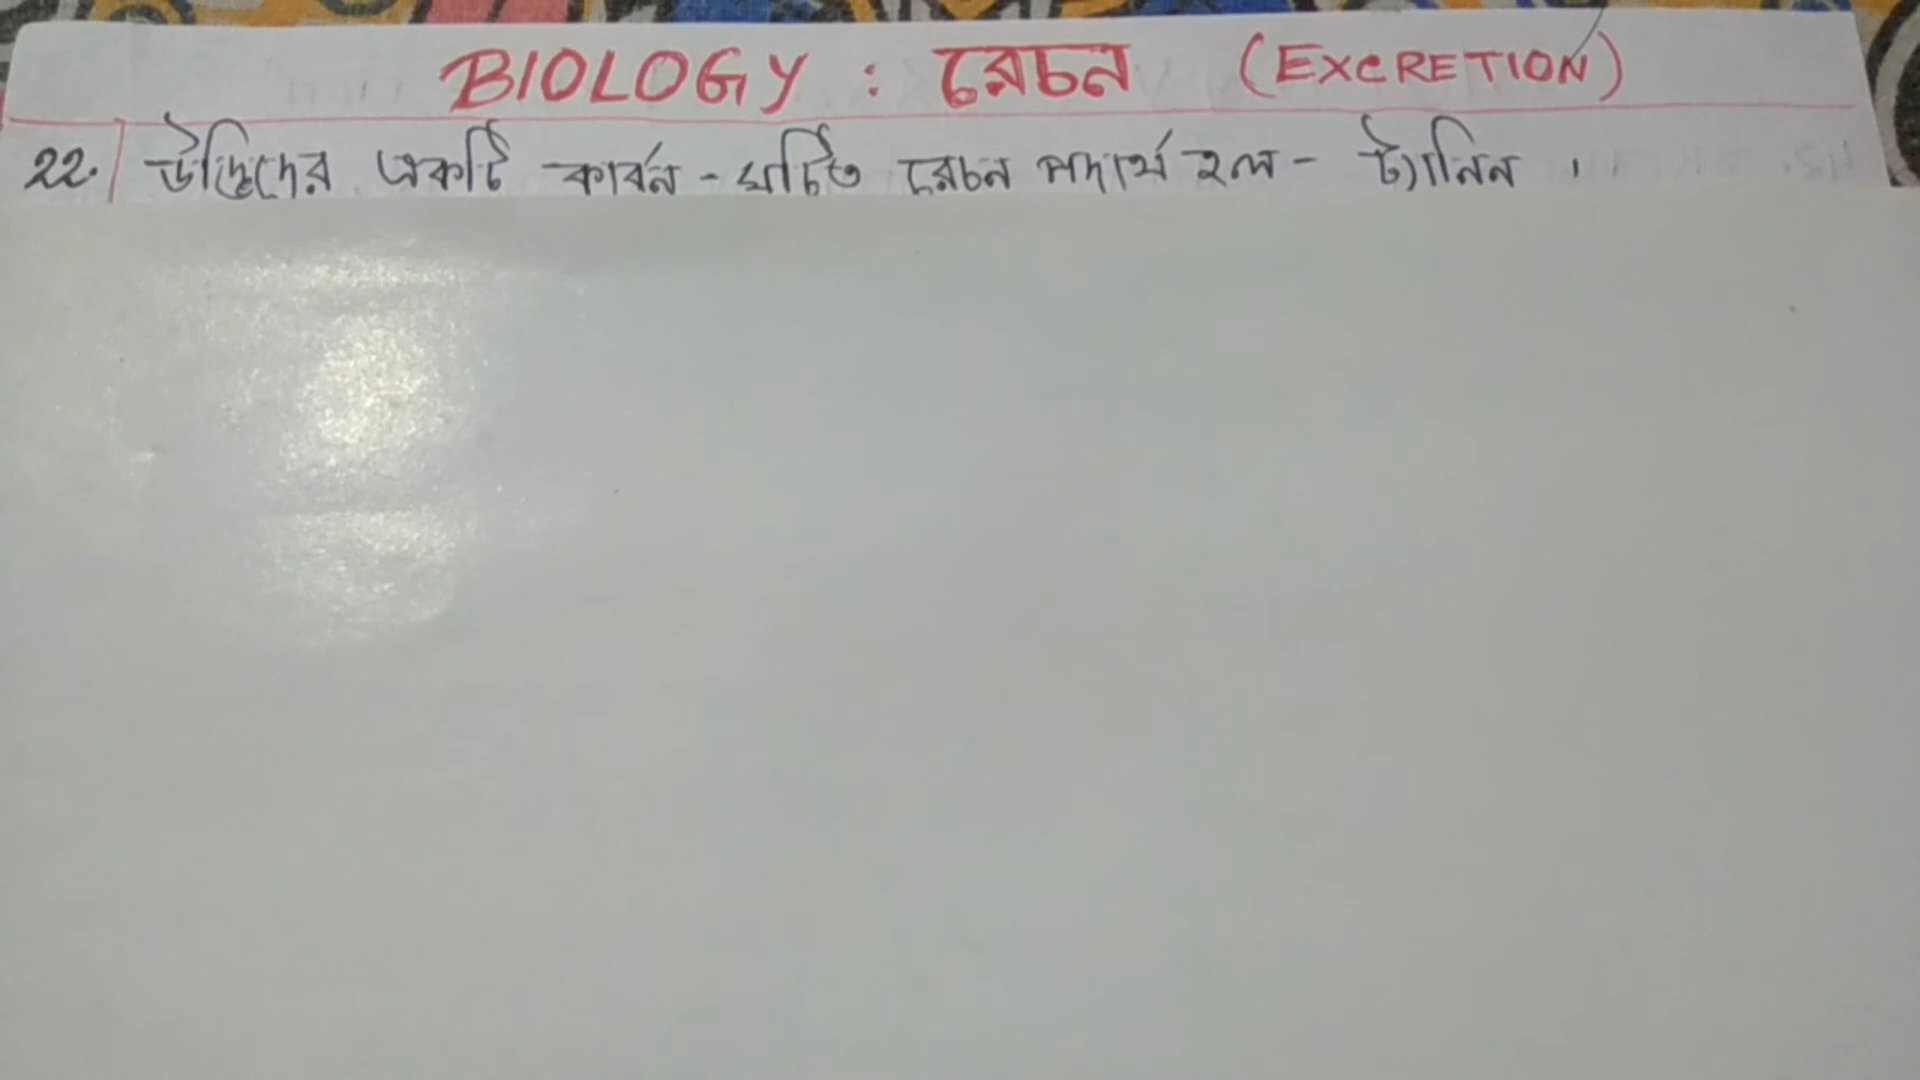 BIOLOGY : রেচন (EXCRETION)
22. উদ্ভিদের একটি কার্বন - ঘটিত রেচন পদার্থ হল - ট্যানিন ।